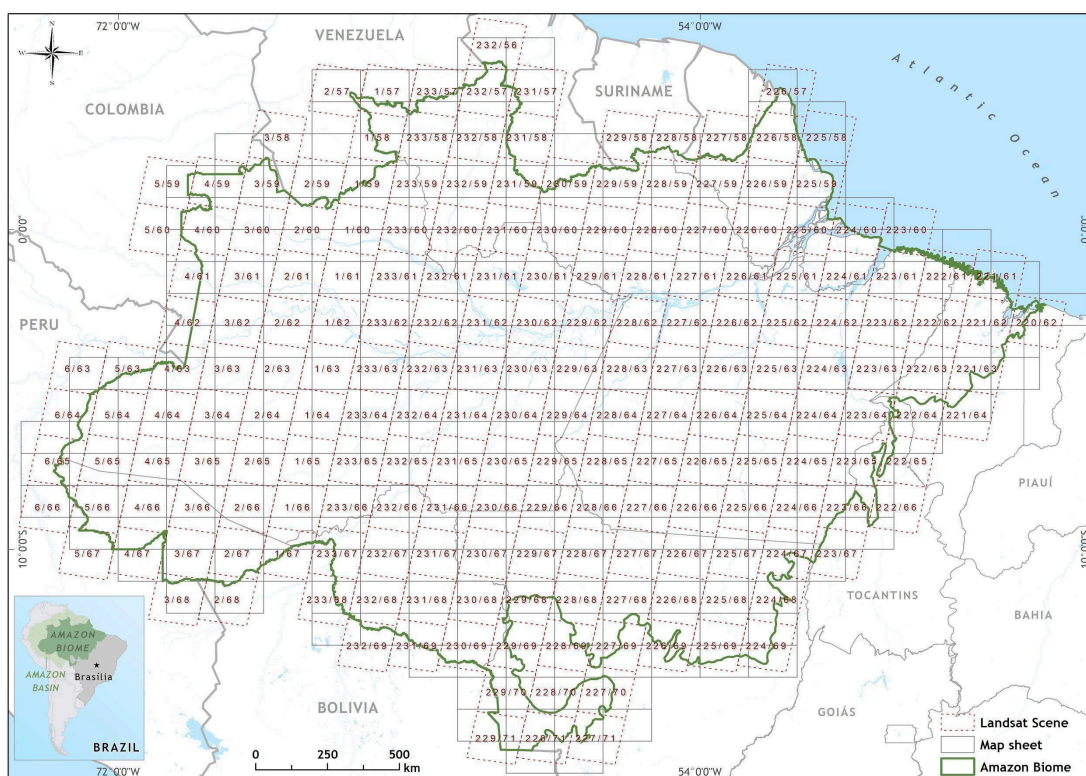 72°0'0"W
54°0'0"W
N
W
E
S
VENEZUELA
COLOMBIA
SURINAME
Atlantic Ocean
PERU
BOLIVIA
PIAUÍ
TOCANTINS
BAHIA
GOIÁS
0°0'0"
0°0'0"
10°0'0"S
10°0'0"S
232/56
2/57 1/57 233/57 232/57 231/57 226/57
3/58 1/58 233/58 232/58 231/58 229/58 228/58 227/58 226/58 225/58
5/59 4/59 3/59 2/59 1/59 233/59 232/59 231/59 230/59 229/59 228/59 227/59 226/59 225/59
5/60 4/60 3/60 2/60 1/60 233/60 232/60 231/60 230/60 229/60 228/60 227/60 226/60 225/60 224/60 223/60
4/61 3/61 2/61 1/61 233/61 232/61 231/61 230/61 229/61 228/61 227/61 226/61 225/61 224/61 223/61 222/61 221/61
4/62 3/62 2/62 1/62 233/62 232/62 231/62 230/62 229/62 228/62 227/62 226/62 225/62 224/62 223/62 222/62 221/62 220/62
6/63 5/63 4/63 3/63 2/63 1/63 233/63 232/63 231/63 230/63 229/63 228/63 227/63 226/63 225/63 224/63 223/63 222/63 221/63
6/64 5/64 4/64 3/64 2/64 1/64 233/64 232/64 231/64 230/64 229/64 228/64 227/64 226/64 225/64 224/64 223/64 222/64 221/64
6/65 5/65 4/65 3/65 2/65 1/65 233/65 232/65 231/65 230/65 229/65 228/65 227/65 226/65 225/65 224/65 223/65 222/65
6/66 5/66 4/66 3/66 2/66 1/66 233/66 232/66 231/66 230/66 229/66 228/66 227/66 226/66 225/66 224/66 223/66 222/66
5/67 4/67 3/67 2/67 1/67 233/67 232/67 231/67 230/67 229/67 228/67 227/67 226/67 225/67 224/67 223/67
3/68 2/68 233/68 232/68 231/68 230/68 229/68 228/68 227/68 226/68 225/68 224/68
232/69 231/69 230/69 229/69 228/69 227/69 226/69 225/69 224/69
229/70 228/70 227/70
229/71 228/71 227/71
AMAZON
BIOME
AMAZON
BASIN
Brasília
BRAZIL
0 250 500
km
Landsat Scene
Map sheet
Amazon Biome
72°0'0"W
54°0'0"W